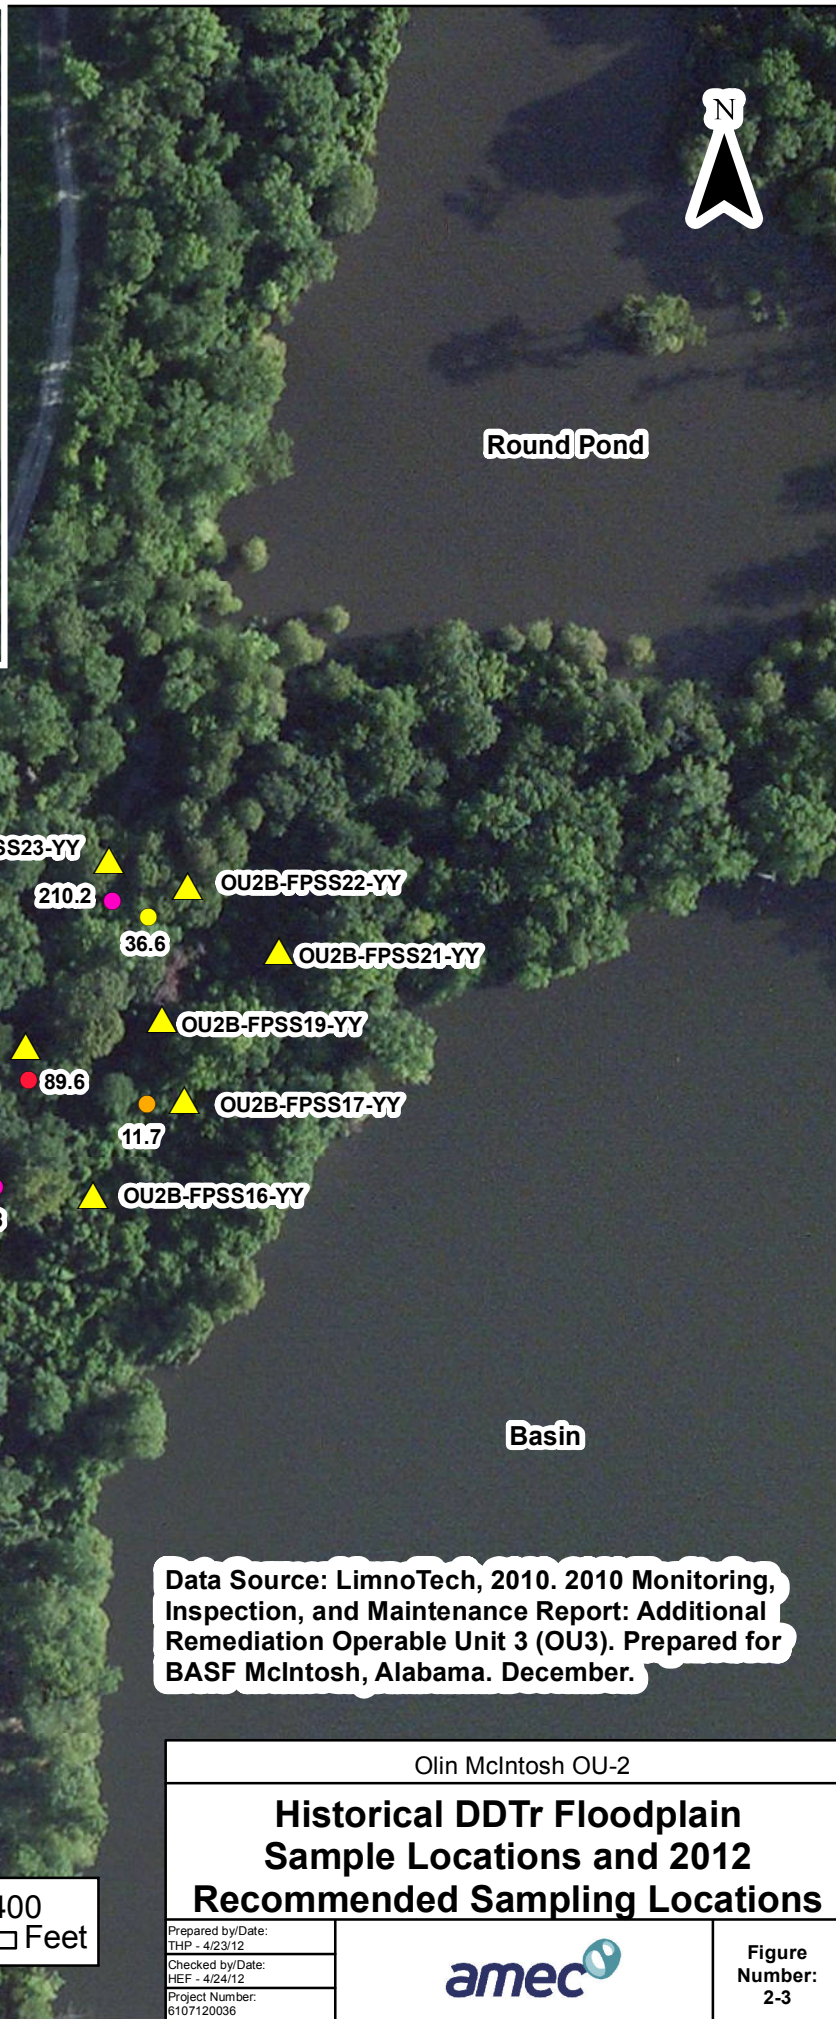 N
Round Pond
SS23-YY
210.2
OU2B-FPSS22-YY
36.6
OU2B-FPSS21-YY
OU2B-FPSS19-YY
89.6
OU2B-FPSS17-YY
11.7
OU2B-FPSS16-YY
Basin
Data Source: LimnoTech, 2010. 2010 Monitoring,
Inspection, and Maintenance Report: Additional
Remediation Operable Unit 3 (OU3). Prepared for
BASF McIntosh, Alabama. December.
Olin McIntosh OU-2
Historical DDTr Floodplain
Sample Locations and 2012
Recommended Sampling Locations
400
Feet
Prepared by/Date:
THP - 4/23/12
Checked by/Date:
HEF - 4/24/12
Project Number:
6107120036
amec
Figure
Number:
2-3